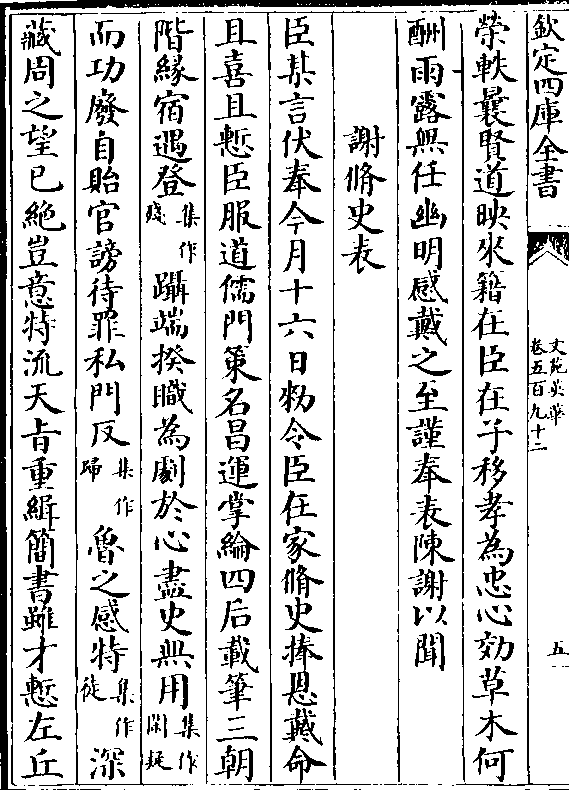 欽定四庫全書
文苑英華
卷五百九十二
五
榮軼曩賢道映來籍在臣在子移孝為忠心効草木何
酬雨露無任幽明感戴之至謹奉表陳謝以聞
謝脩史表
臣某言伏奉今月十六日勑令臣在家脩史捧恩戴命
且喜且慙臣服道儒門策名昌運掌綸四后載筆三朝
階緣宿遇登集作殘躡端揆職為劇於心盡史無用集作閑疑
而功廢自貽官謗待罪私門反集作歸魯之感特集作徒深
藏周之望已絶豈意特流天㫖重緝簡書雖才慙左丘